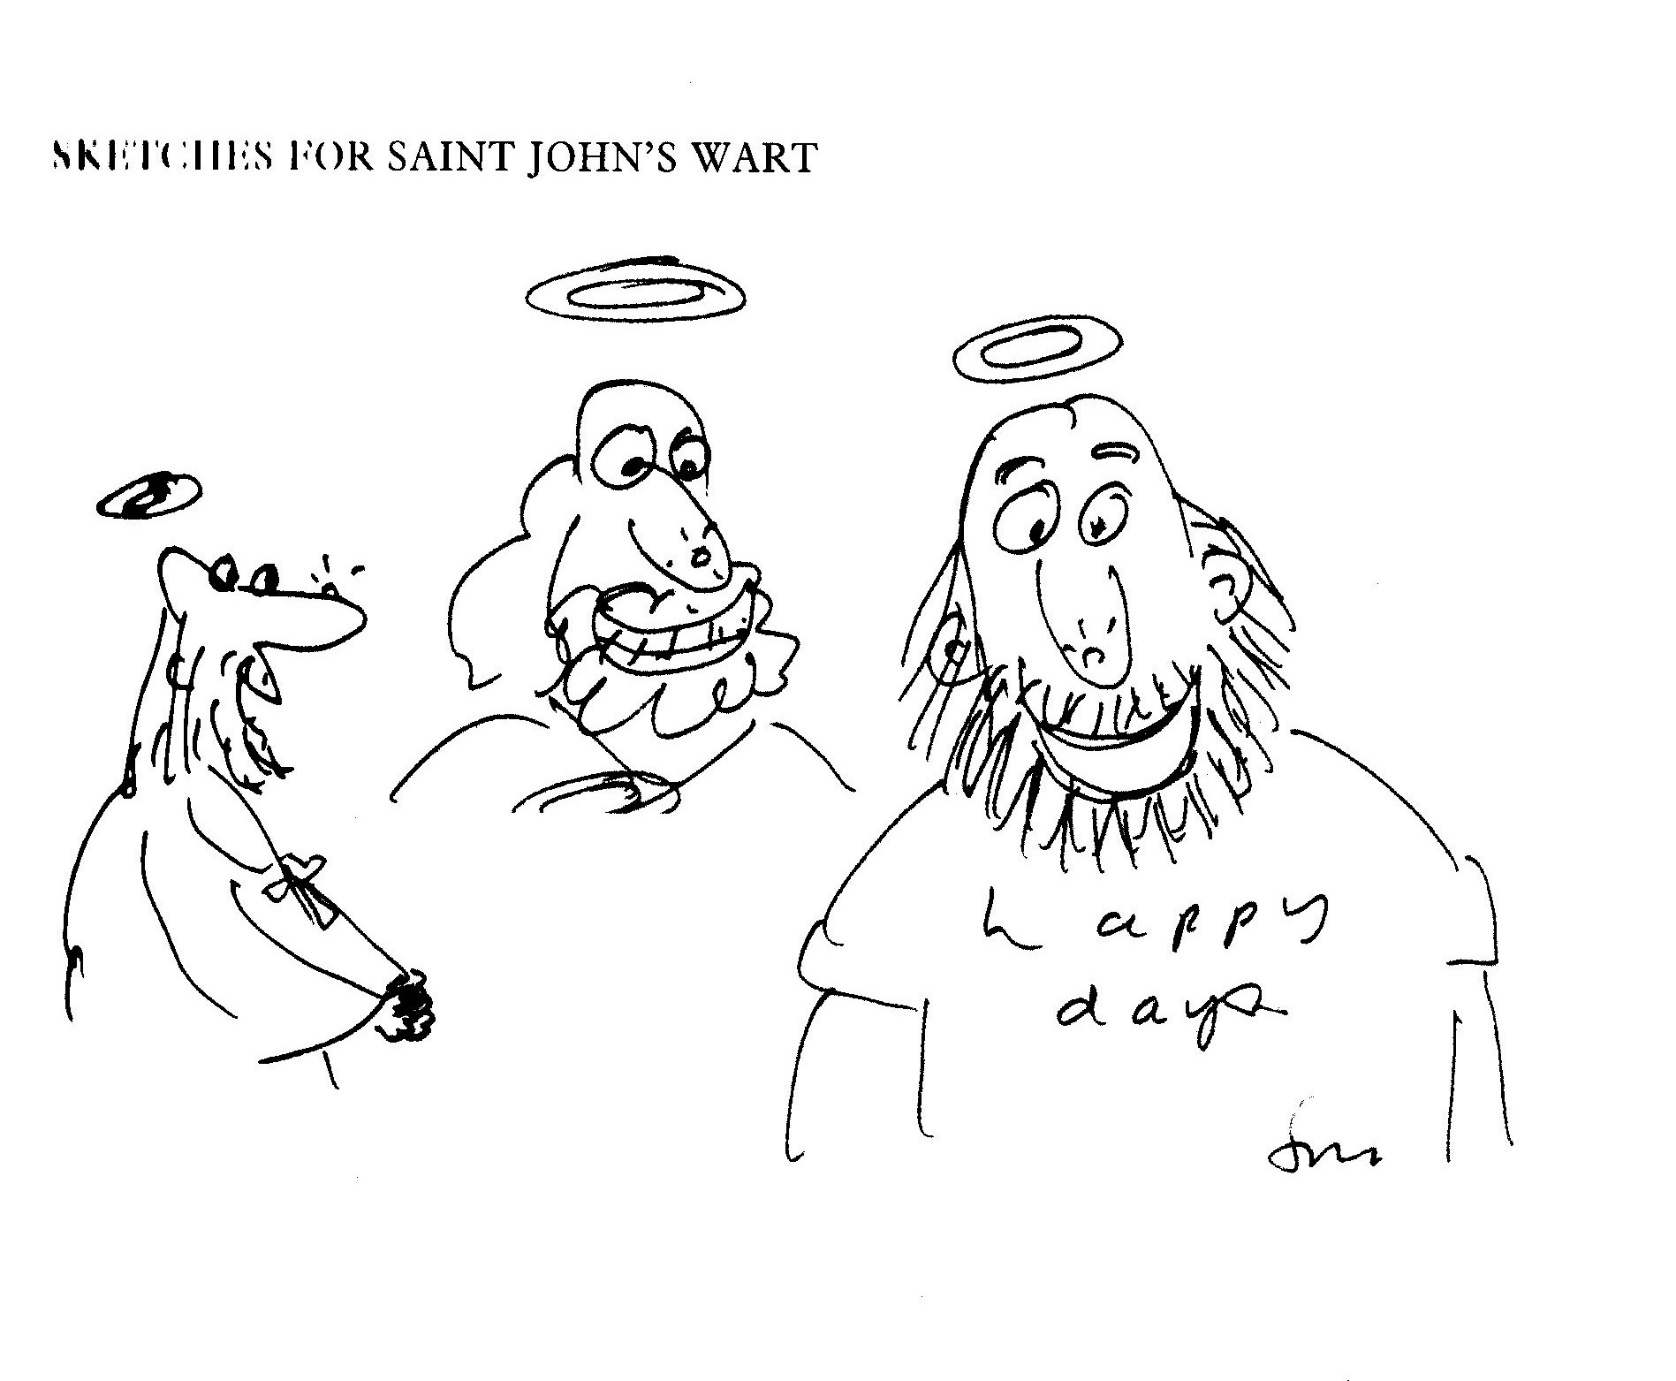 SKETCHES FOR SAINT JOHN'S WART
happy
days